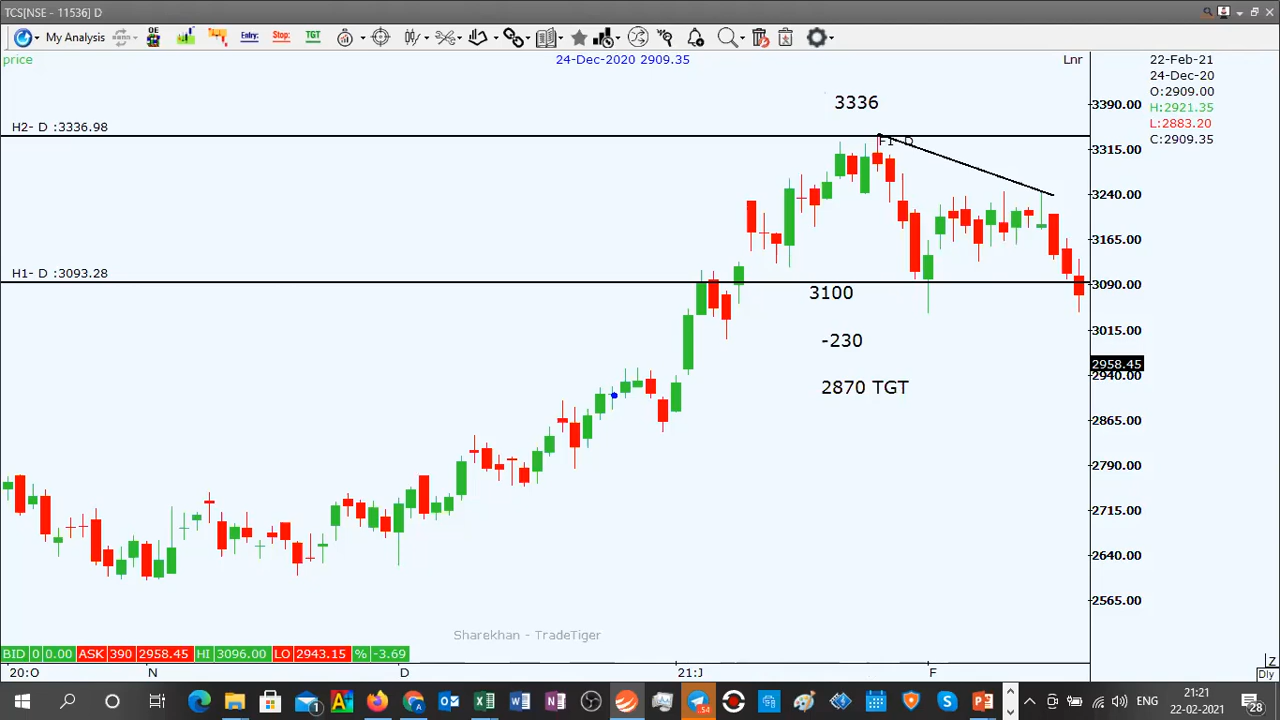 TCS[NSE - 11536] D
My Analysis
OE
Entry:
Stop:
TGT
price
24-Dec-2020 2909.35
Lnr
22-Feb-21
24-Dec-20
O:2909.00
H:2921.35
L:2883.20
C:2909.35
3336
H2- D :3336.98
F1- D
H1- D :3093.28
3100
-230
2870 TGT
3390.00
3315.00
3240.00
3165.00
3090.00
3015.00
2958.45
2940.00
2865.00
2790.00
2715.00
2640.00
2565.00
Sharekhan - TradeTiger
BID 0 0.00 ASK 390 2958.45 HI 3096.00 LO 2943.15 % -3.69
20:O N D 21:J F
Z
Dly
ENG
21:21
22-02-2021
28